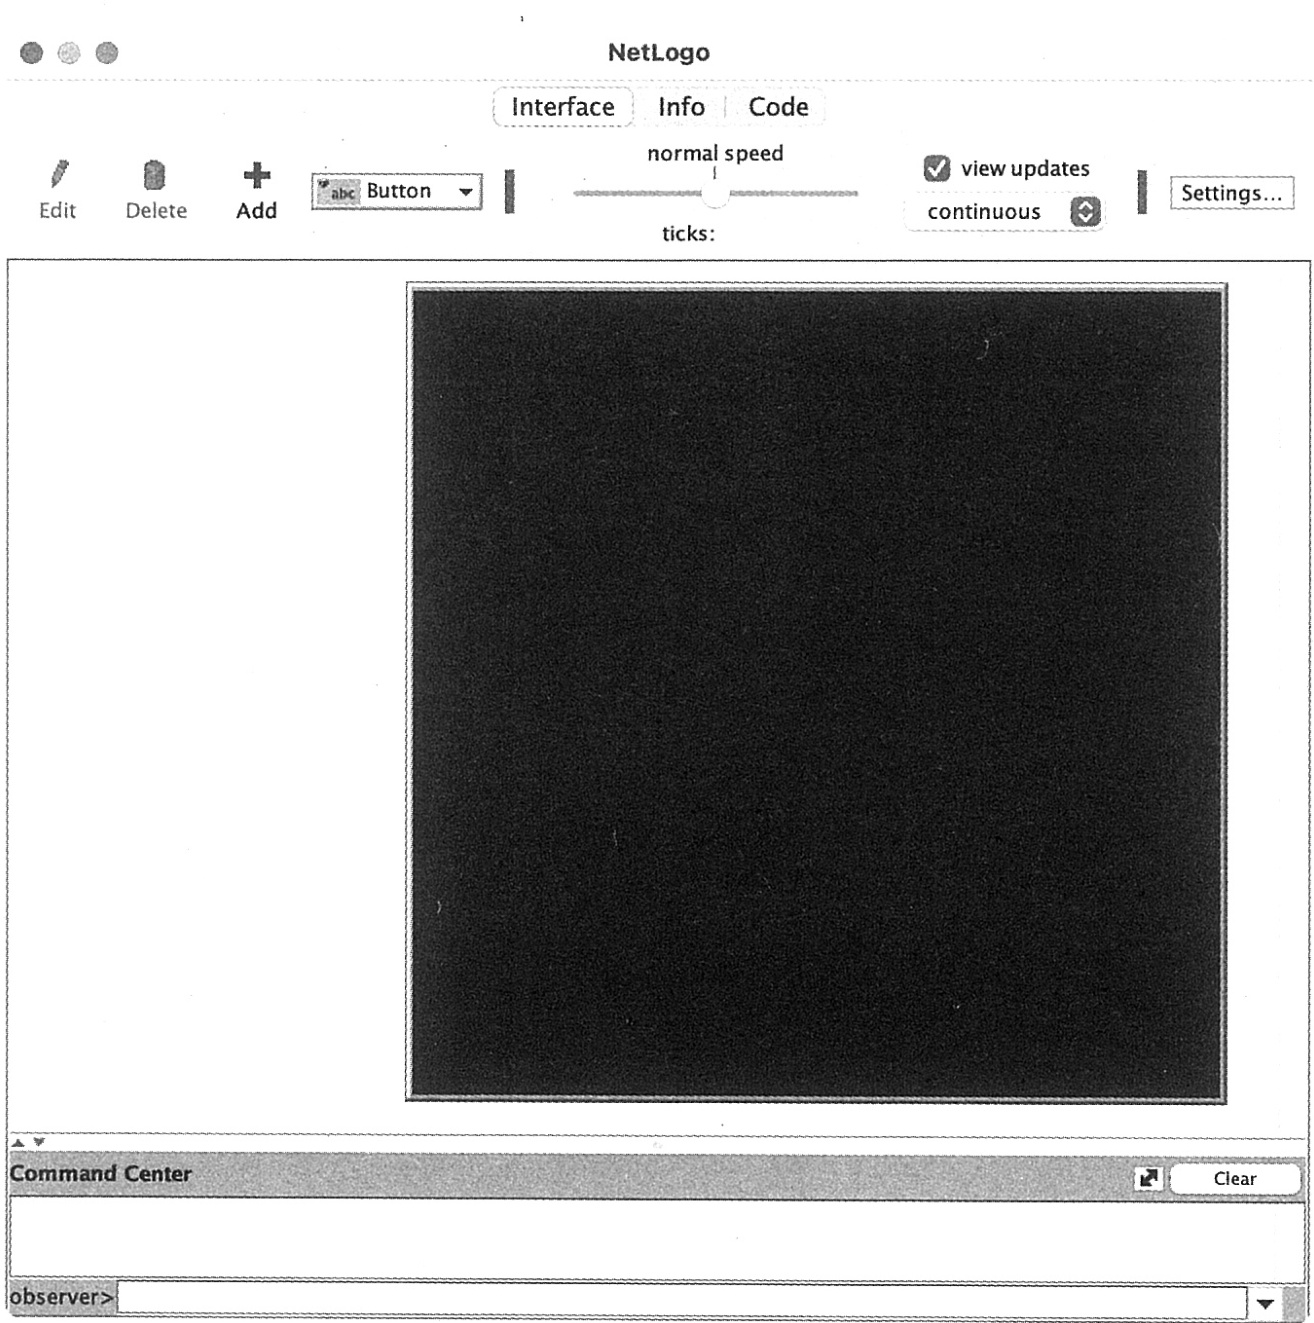 NetLogo
Interface Info Code
normal speed
view updates
Edit Delete Add abc Button continuous Settings...
ticks:
Command Center Clear
observer>